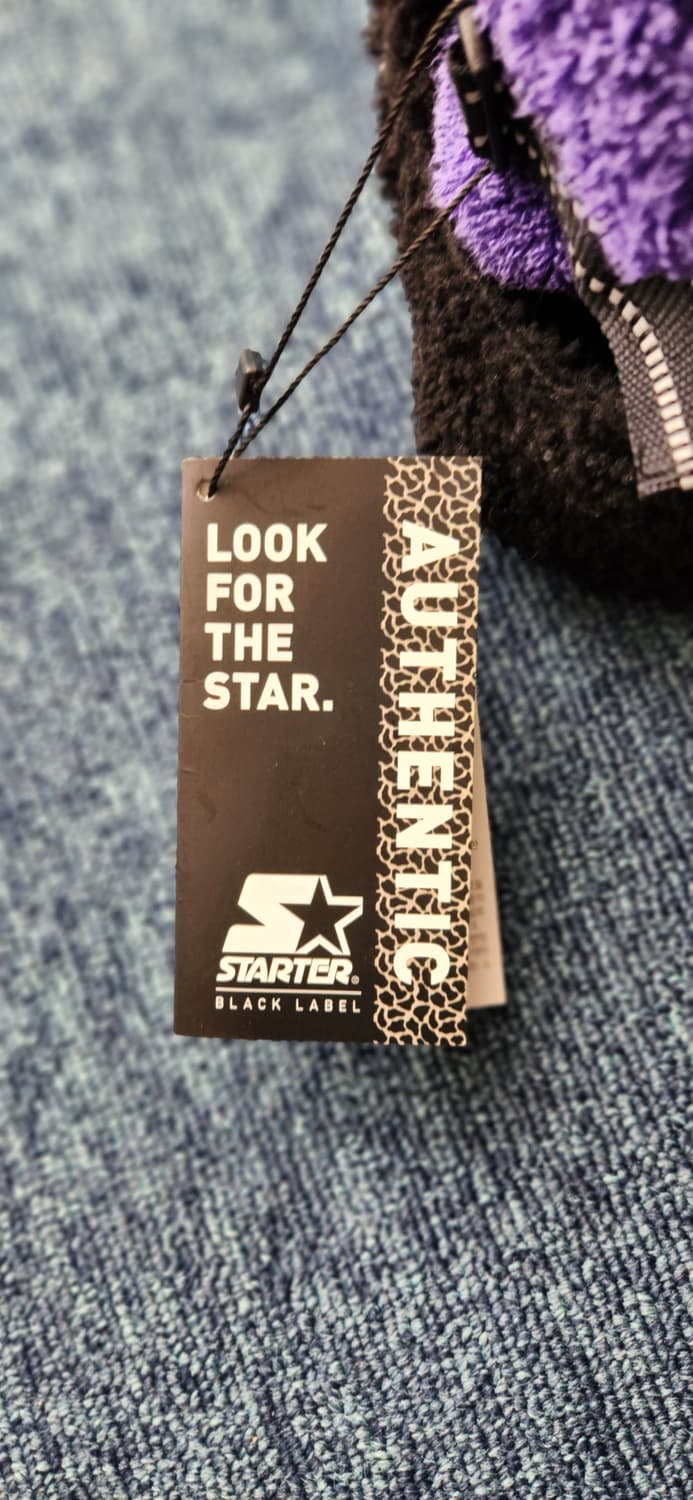 LOOK
FOR
THE
STAR.
AUTHENTIC
STARTER®
BLACK LABEL